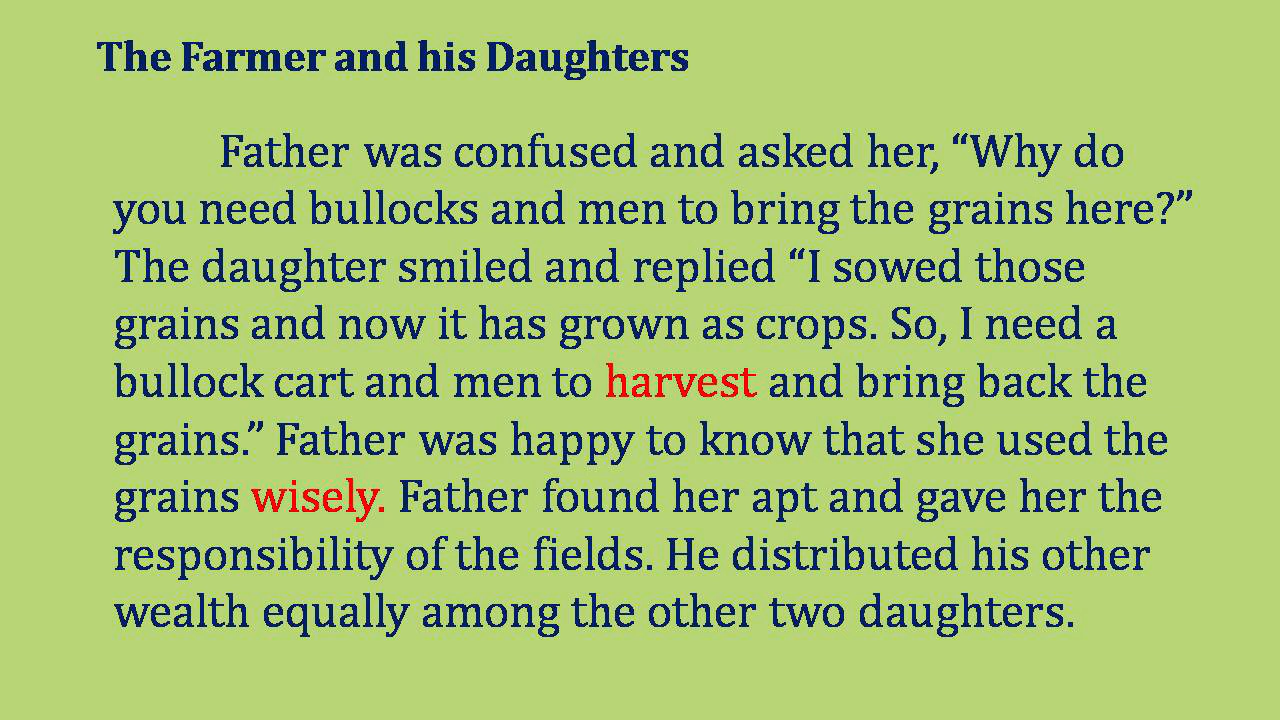 The Farmer and his Daughters
Father was confused and asked her, “Why do
you need bullocks and men to bring the grains here?”
The daughter smiled and replied “I sowed those
grains and now it has grown as crops. So, I need a
bullock cart and men to harvest and bring back the
grains.” Father was happy to know that she used the
grains wisely. Father found her apt and gave her the
responsibility of the fields. He distributed his other
wealth equally among the other two daughters.